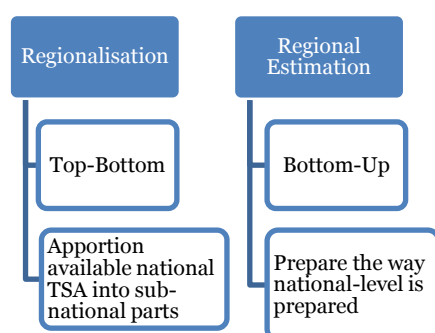 Regionalisation
Top-Bottom
Apportion
available national
TSA into sub-
national parts
Regional
Estimation
Bottom-Up
Prepare the way
national-level is
prepared